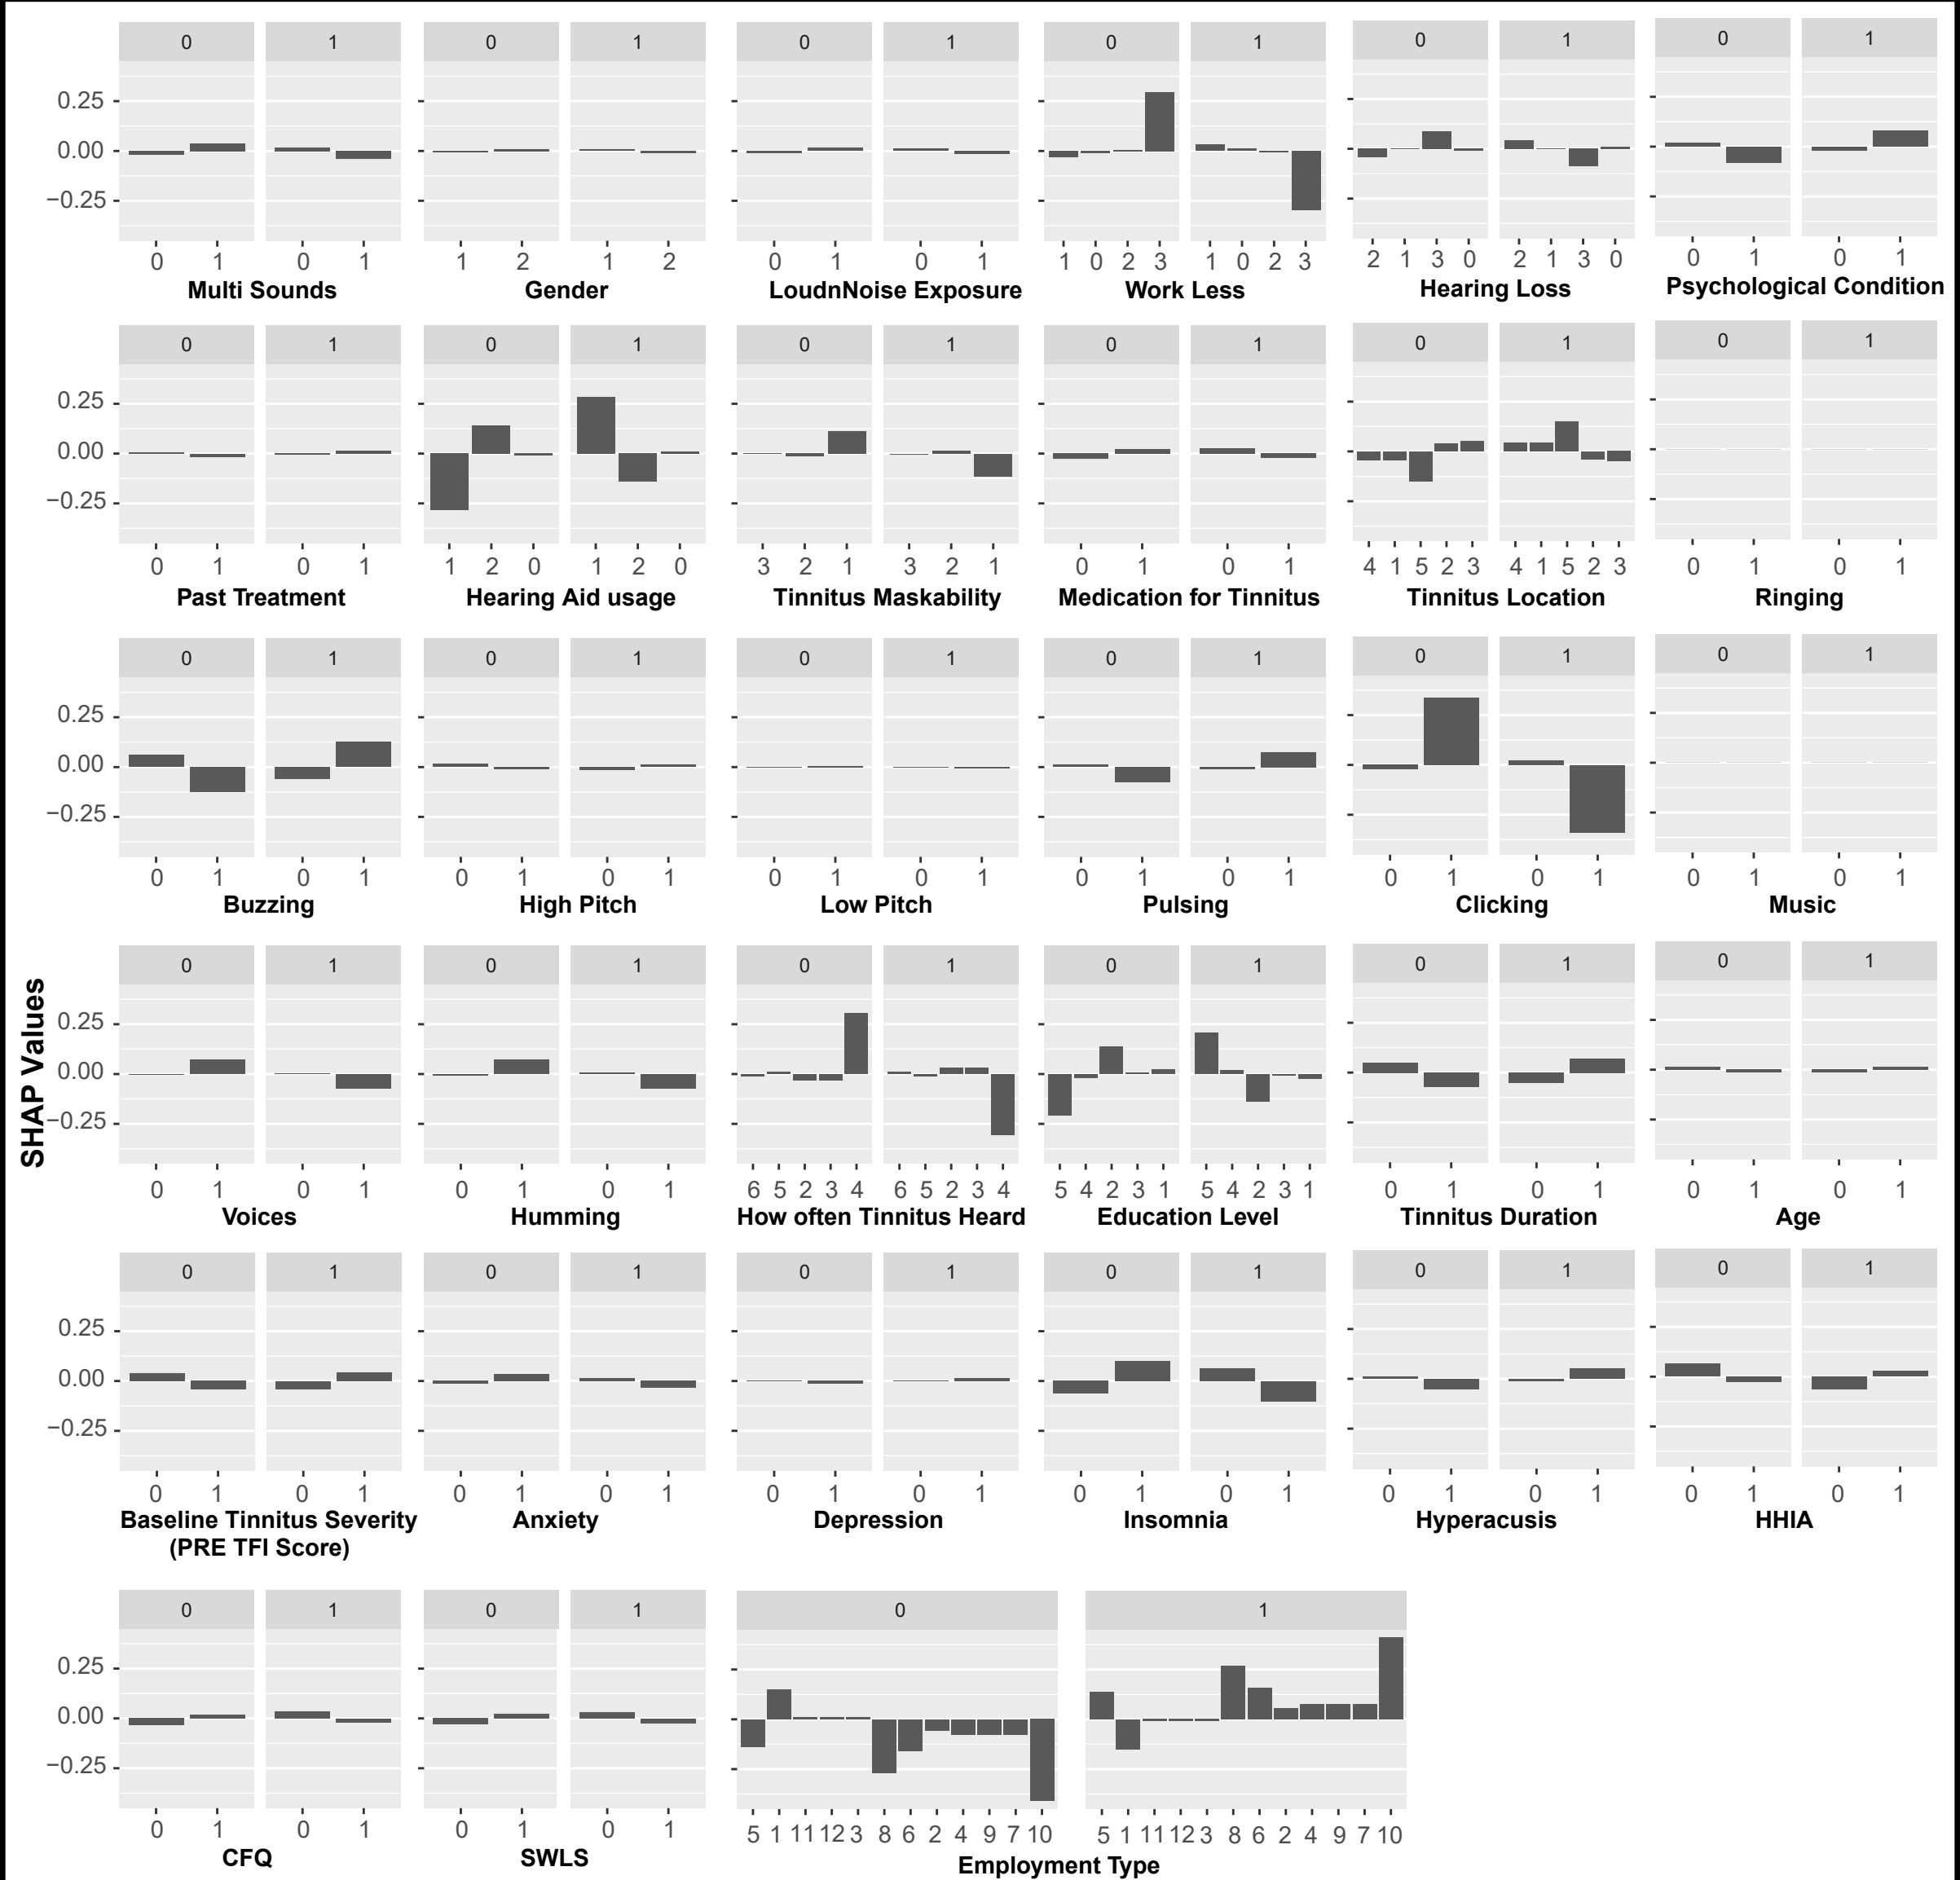 0 1 0 1 0 1 0 1 0 1 0 1
0.25
0.00
−0.25
0 1 0 1 1 2 1 2 0 1 0 1 1 0 2 3 1 0 2 3 2 1 3 0 2 1 3 0 0 1 0 1
Multi Sounds Gender LoudnNoise Exposure Work Less Hearing Loss Psychological Condition
0 1 0 1 0 1 0 1 0 1 0 1
0.25
0.00
−0.25
0 1 0 1 1 2 0 1 2 0 3 2 1 3 2 1 0 1 0 1 4 1 5 2 3 4 1 5 2 3 0 1 0 1
Past Treatment Hearing Aid usage Tinnitus Maskability Medication for Tinnitus Tinnitus Location Ringing
0 1 0 1 0 1 0 1 0 1 0 1
0.25
0.00
−0.25
0 1 0 1 0 1 0 1 0 1 0 1 0 1 0 1 0 1 0 1 0 1 0 1
Buzzing High Pitch Low Pitch Pulsing Clicking Music
SHAP Values
0 1 0 1 0 1 0 1 0 1 0 1
0.25
0.00
−0.25
0 1 0 1 0 1 0 1 6 5 2 3 4 6 5 2 3 4 5 4 2 3 1 5 4 2 3 1 0 1 0 1 0 1 0 1
Voices Humming How often Tinnitus Heard Education Level Tinnitus Duration Age
0 1 0 1 0 1 0 1 0 1 0 1
0.25
0.00
−0.25
0 1 0 1 0 1 0 1 0 1 0 1 0 1 0 1 0 1 0 1 0 1 0 1
Baseline Tinnitus Severity Anxiety Depression Insomnia Hyperacusis HHIA
(PRE TFI Score)
0 1 0 1 0 1
0.25
0.00
−0.25
0 1 0 1 0 1 0 1 5 1 11 12 3 8 6 2 4 9 7 10 5 1 11 12 3 8 6 2 4 9 7 10
CFQ SWLS Employment Type